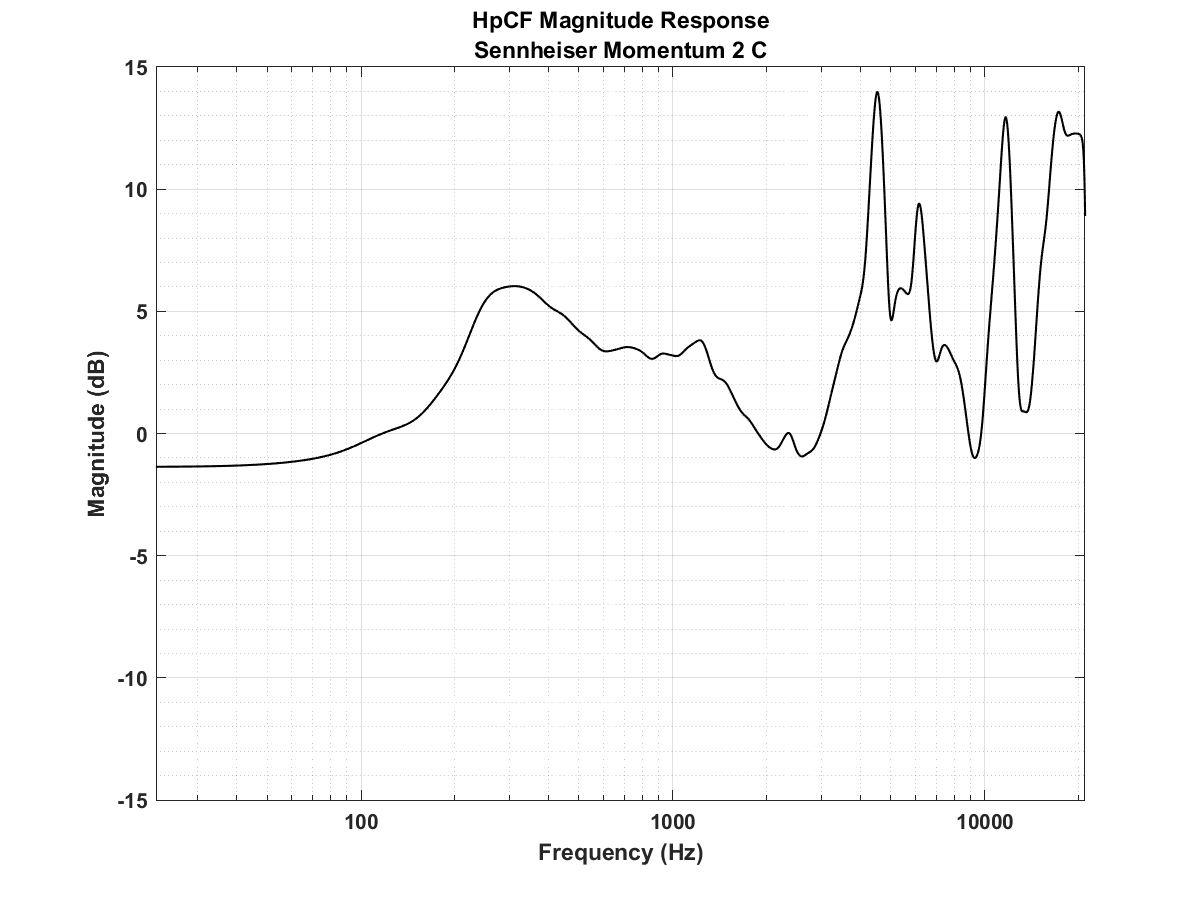 HpCF Magnitude Response
Sennheiser Momentum 2 C
15
10
5
0
-5
-10
-15
Magnitude (dB)
100
1000
10000
Frequency (Hz)